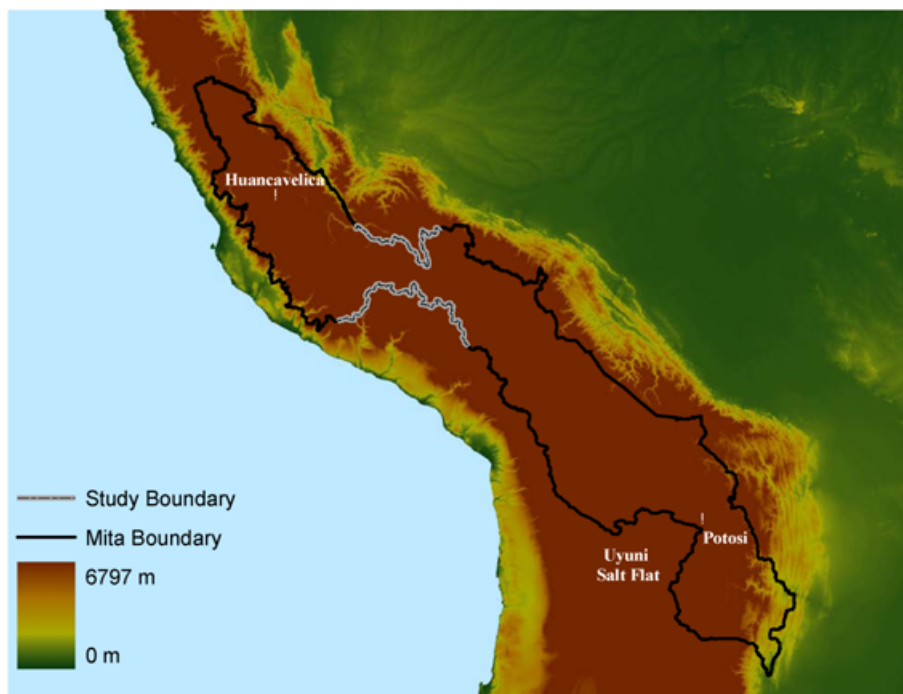 Huancavelica
Study Boundary
Mita Boundary
6797 m
0 m
Uyuni
Salt Flat
Potosi